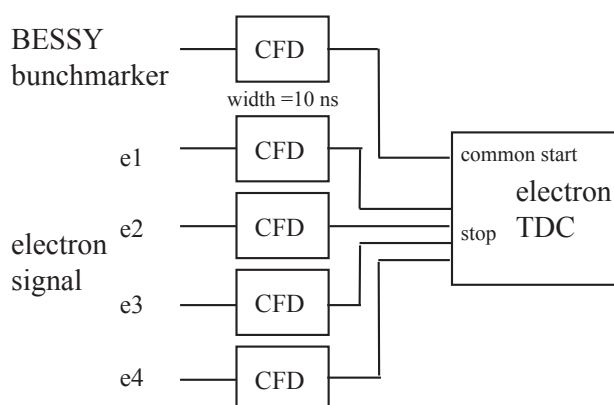 BESSY
bunchmarker
CFD
width =10 ns
e1
CFD
common start
electron
TDC
e2
CFD
stop
electron
signal
e3
CFD
e4
CFD